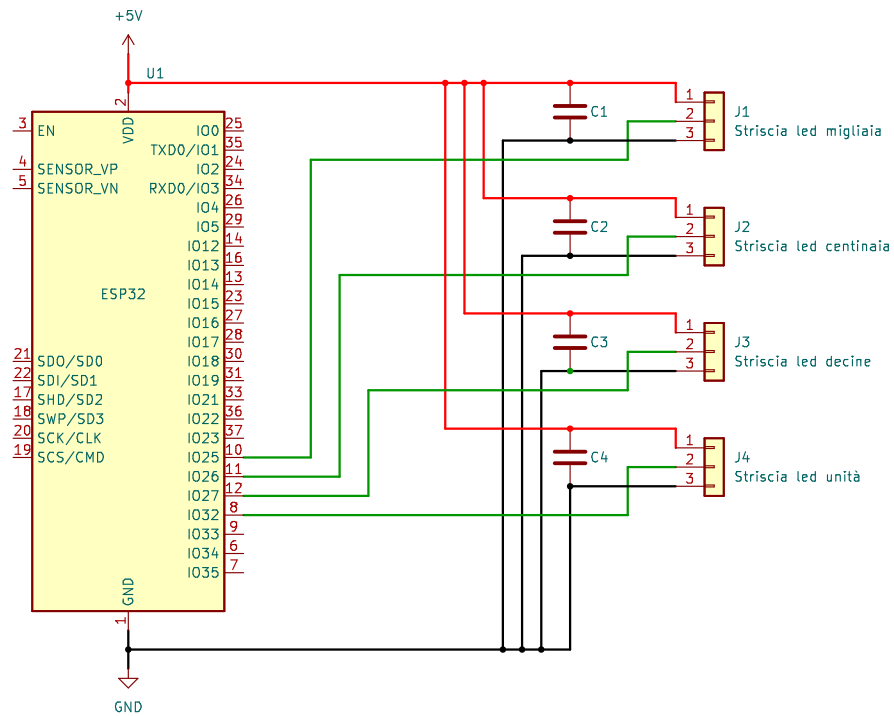 +5V
U1
2
VDD
3 EN
4 SENSOR_VP
5 SENSOR_VN
21 SDO/SD0
22 SDI/SD1
17 SHD/SD2
18 SWP/SD3
20 SCK/CLK
19 SCS/CMD
ESP32
IO0 25
TXD0/IO1 35
IO2 24
RXD0/IO3 34
IO4 26
IO5 29
IO12 14
IO13 16
IO14 13
IO15 23
IO16 27
IO17 28
IO18 30
IO19 31
IO21 33
IO22 36
IO23 37
IO25 10
IO26 11
IO27 12
IO32 8
IO33 9
IO34 6
IO35 7
GND
1
GND
C1
1
2
3
J1
Striscia led migliaia
C2
1
2
3
J2
Striscia led centinaia
C3
1
2
3
J3
Striscia led decine
C4
1
2
3
J4
Striscia led unità